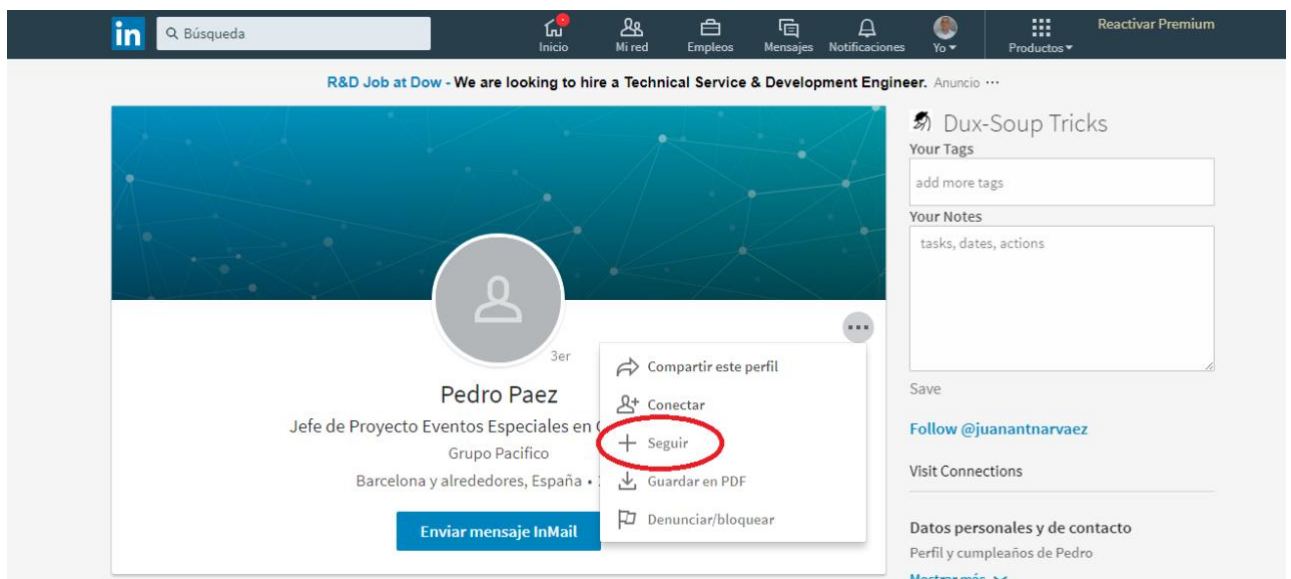 in
Búsqueda
Inicio
Mi red
Empleos
Mensajes
Notificaciones
Yo
Productos
Reactivar Premium
R&D Job at Dow - We are looking to hire a Technical Service & Development Engineer. Anuncio ···
3er
Pedro Paez
Jefe de Proyecto Eventos Especiales en
Grupo Pacifico
Barcelona y alrededores, España •
Enviar mensaje InMail
Compartir este perfil
Conectar
Seguir
Guardar en PDF
Denunciar/bloquear
Dux-Soup Tricks
Your Tags
add more tags
Your Notes
tasks, dates, actions
Save
Follow @juanantnarvaez
Visit Connections
Datos personales y de contacto
Perfil y cumpleaños de Pedro
Mostrar más